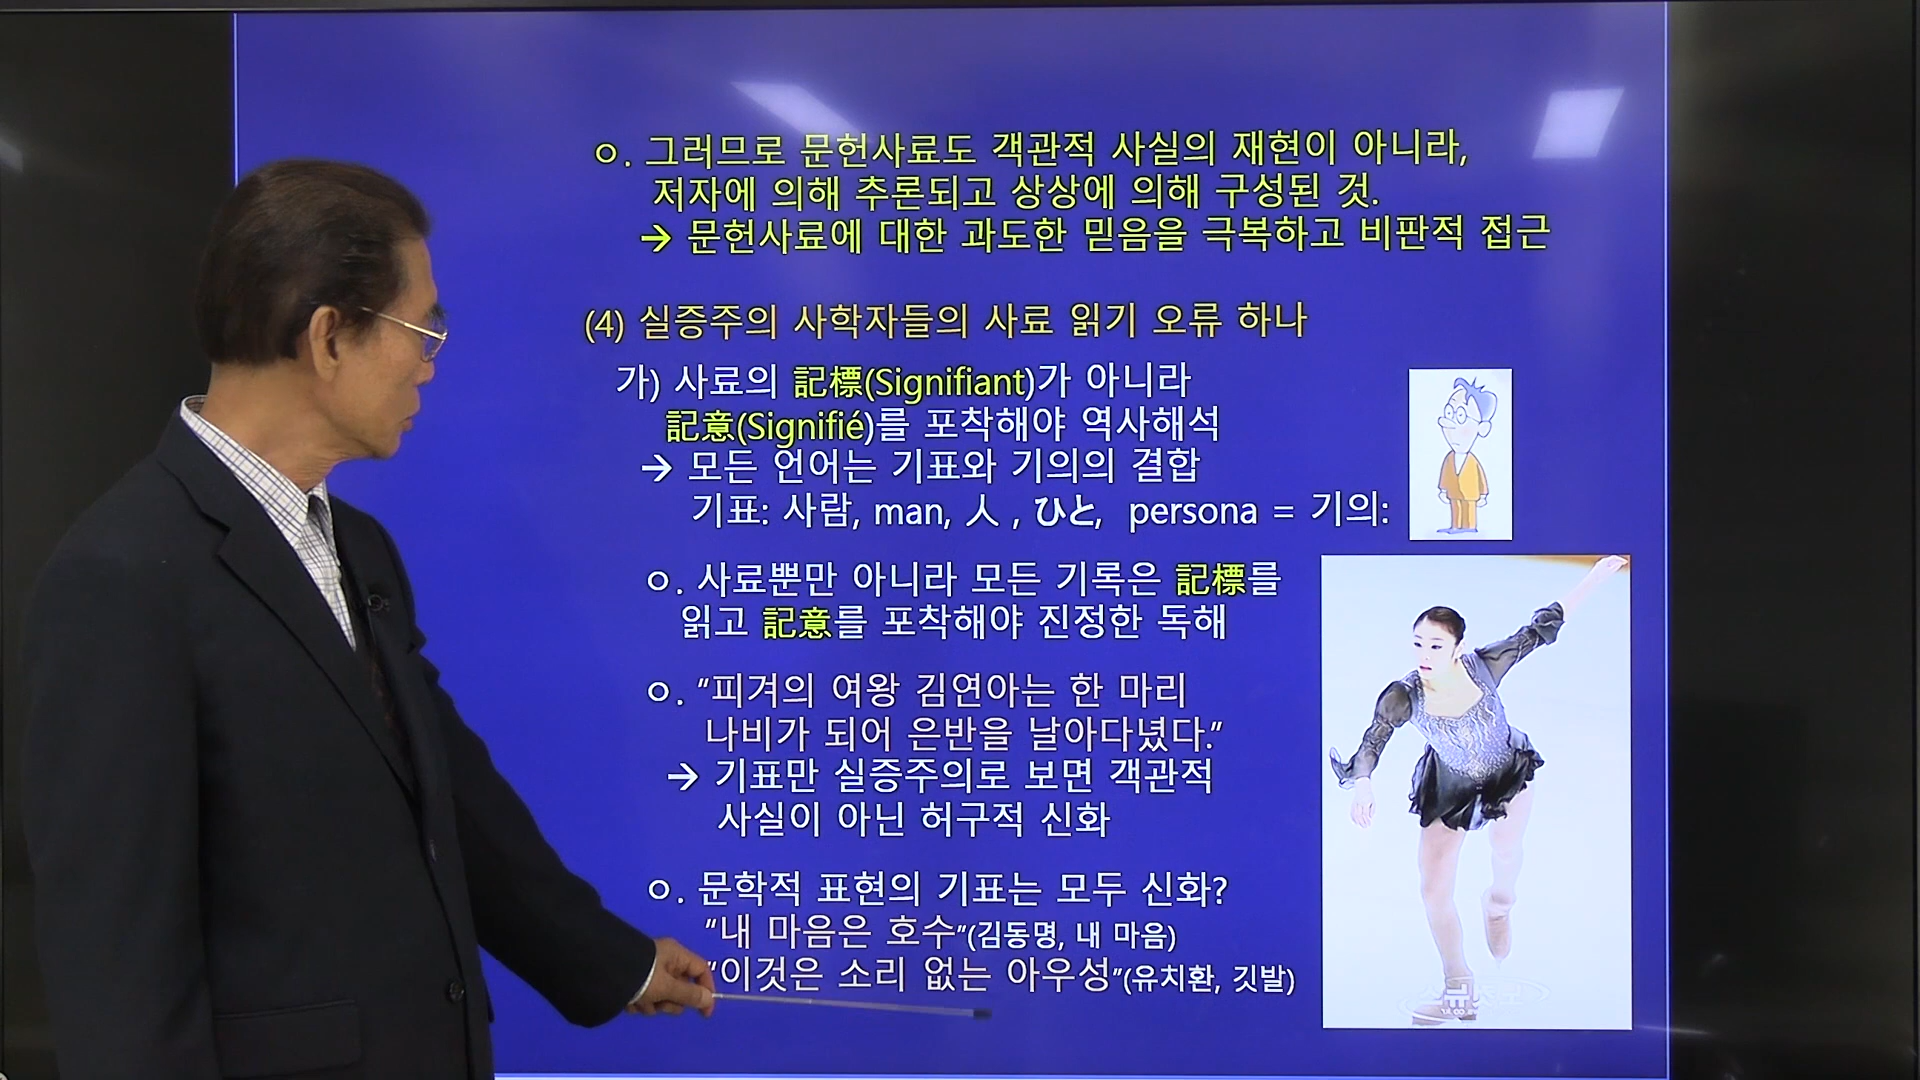 ㅇ. 그러므로 문헌사료도 객관적 사실의 재현이 아니라,
저자에 의해 추론되고 상상에 의해 구성된 것.
→ 문헌사료에 대한 과도한 믿음을 극복하고 비판적 접근
(4) 실증주의 사학자들의 사료 읽기 오류 하나
가) 사료의 記標(Signifiant)가 아니라
記意(Signifié)를 포착해야 역사해석
→ 모든 언어는 기표와 기의의 결합
기표: 사람, man, 人 , ひと, persona = 기의:
ㅇ. 사료뿐만 아니라 모든 기록은 記標를
읽고 記意를 포착해야 진정한 독해
ㅇ. "피겨의 여왕 김연아는 한 마리
나비가 되어 은반을 날아다녔다."
→ 기표만 실증주의로 보면 객관적
사실이 아닌 허구적 신화
ㅇ. 문학적 표현의 기표는 모두 신화?
"내 마음은 호수"(김동명, 내 마음)
"이것은 소리 없는 아우성"(유치환, 깃발)